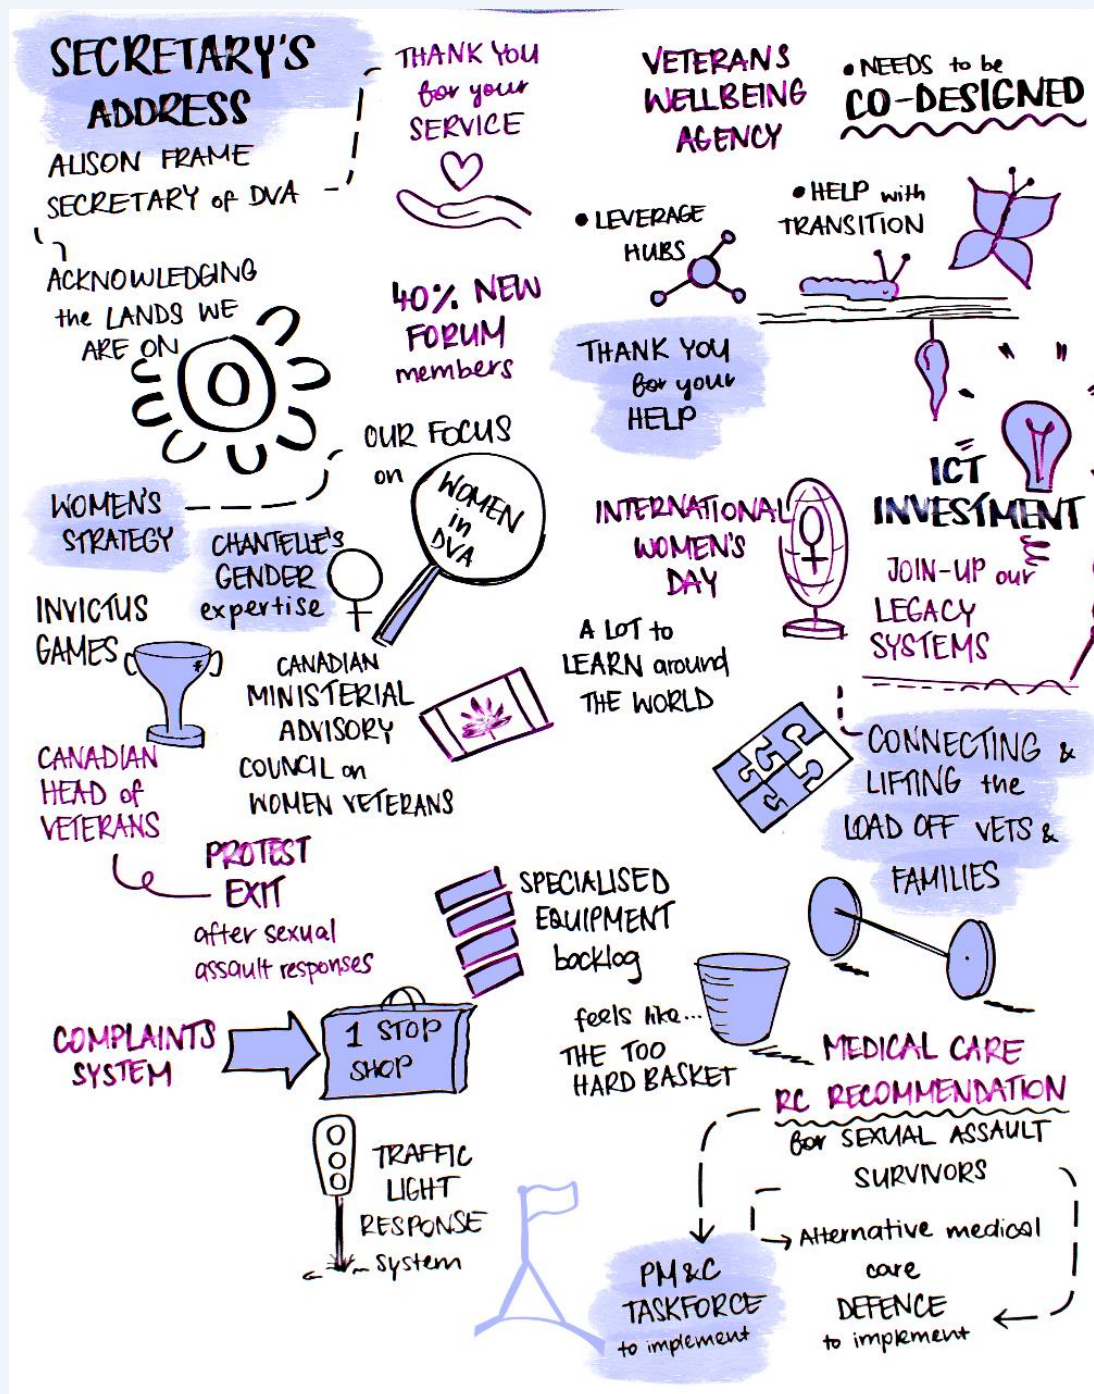 SECRETARY'S
ADDRESS
ALISON FRAME
SECRETARY of DVA
THANK YOU
for your
SERVICE
ACKNOWLEDGING
the LANDS WE
ARE ON
40% NEW
FORUM
members
VETERANS
WELLBEING
AGENCY
• NEEDS to be
CO-DESIGNED
• LEVERAGE
HUBS
• HELP with
TRANSITION
THANK YOU
for your
HELP
OUR FOCUS
on
WOMEN
in
DVA
WOMEN'S
STRATEGY
CHANTELLE'S
GENDER
expertise
INVICTUS
GAMES
CANADIAN
MINISTERIAL
ADVISORY
COUNCIL on
WOMEN VETERANS
CANADIAN
HEAD of
VETERANS
PROTEST
EXIT
after sexual
assault responses
INTERNATIONAL
WOMEN'S
DAY
A LOT to
LEARN around
THE WORLD
ICT
INVESTMENT
JOIN-UP our
LEGACY
SYSTEMS
CONNECTING &
LIFTING the
LOAD OFF VETS &
FAMILIES
SPECIALISED
EQUIPMENT
backlog
feels like...
THE TOO
HARD BASKET
COMPLAINTS
SYSTEM
1 STOP
SHOP
TRAFFIC
LIGHT
RESPONSE
system
MEDICAL CARE
RC RECOMMENDATION
for SEXUAL ASSAULT
SURVIVORS
Alternative medical
care
DEFENCE
to implement
PM&C
TASKFORCE
to implement